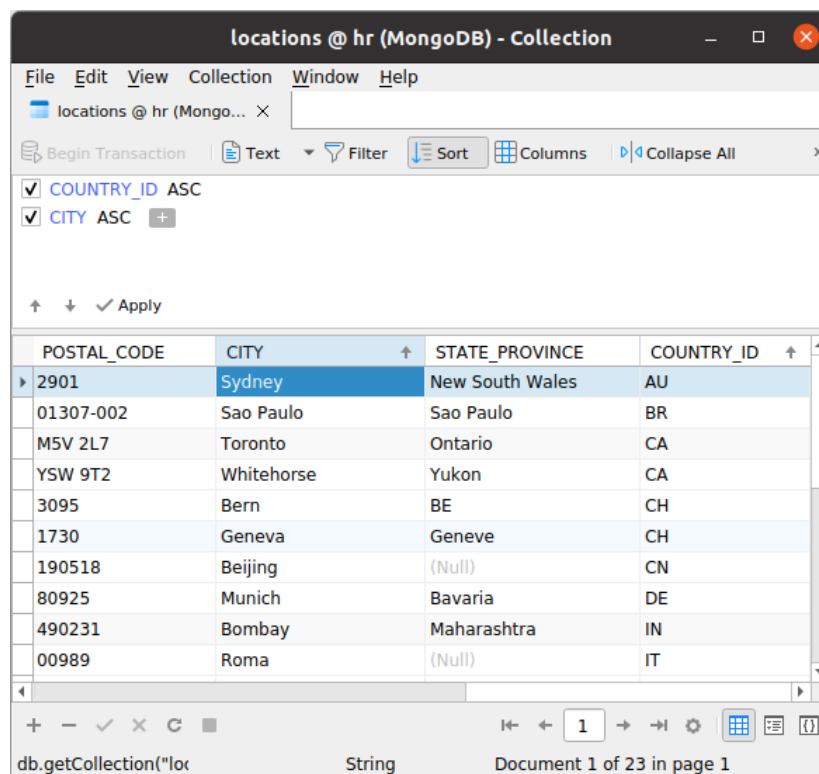 locations @ hr (MongoDB) - Collection
File Edit View Collection Window Help
locations @ hr (Mongo...
Begin Transaction Text Filter Sort Columns Collapse All
COUNTRY_ID ASC
CITY ASC
Apply
POSTAL_CODE CITY STATE_PROVINCE COUNTRY_ID
2901 Sydney New South Wales AU
01307-002 Sao Paulo Sao Paulo BR
M5V 2L7 Toronto Ontario CA
YSW 9T2 Whitehorse Yukon CA
3095 Bern BE CH
1730 Geneva Geneve CH
190518 Beijing (Null) CN
80925 Munich Bavaria DE
490231 Bombay Maharashtra IN
00989 Roma (Null) IT
1
db.getCollection("loc String Document 1 of 23 in page 1